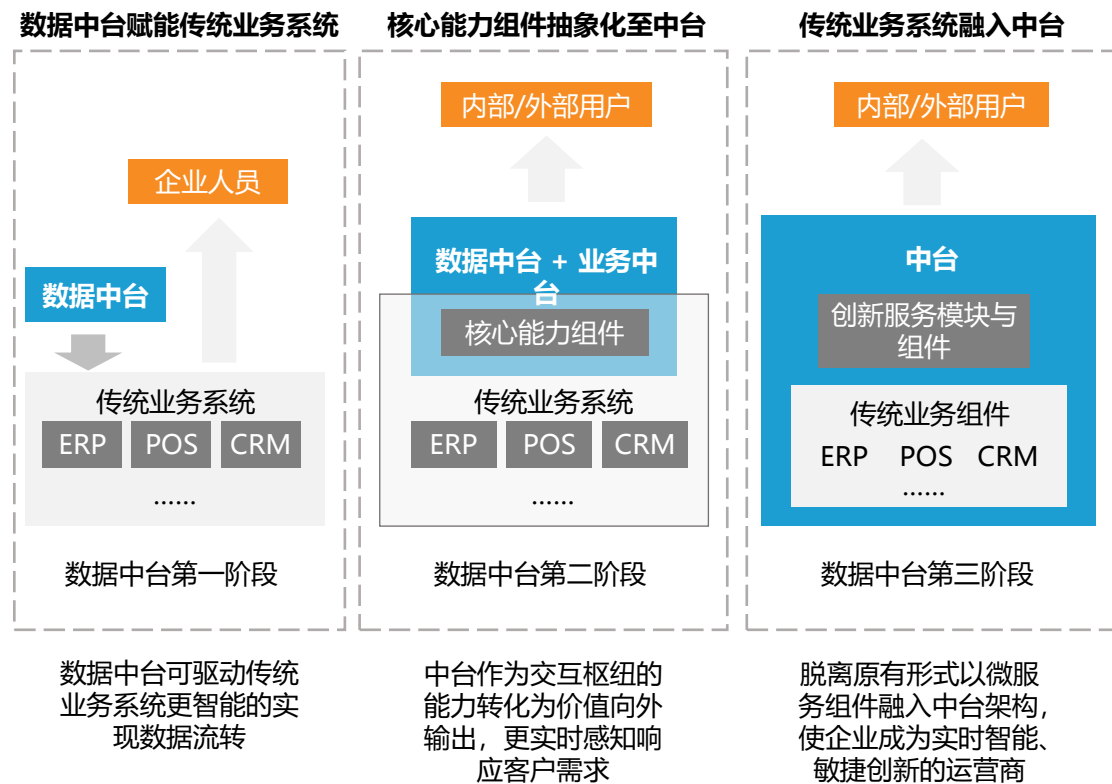 数据中台赋能传统业务系统
企业人员
数据中台
传统业务系统
ERP POS CRM
......
数据中台第一阶段
数据中台可驱动传统
业务系统更智能的实
现数据流转
核心能力组件抽象化至中台
内部/外部用户
数据中台 + 业务中
台
核心能力组件
传统业务系统
ERP POS CRM
......
数据中台第二阶段
中台作为交互枢纽的
能力转化为价值向外
输出，更实时感知响
应客户需求
传统业务系统融入中台
内部/外部用户
中台
创新服务模块与
组件
传统业务组件
ERP POS CRM
......
数据中台第三阶段
脱离原有形式以微服
务组件融入中台架构，
使企业成为实时智能、
敏捷创新的运营商